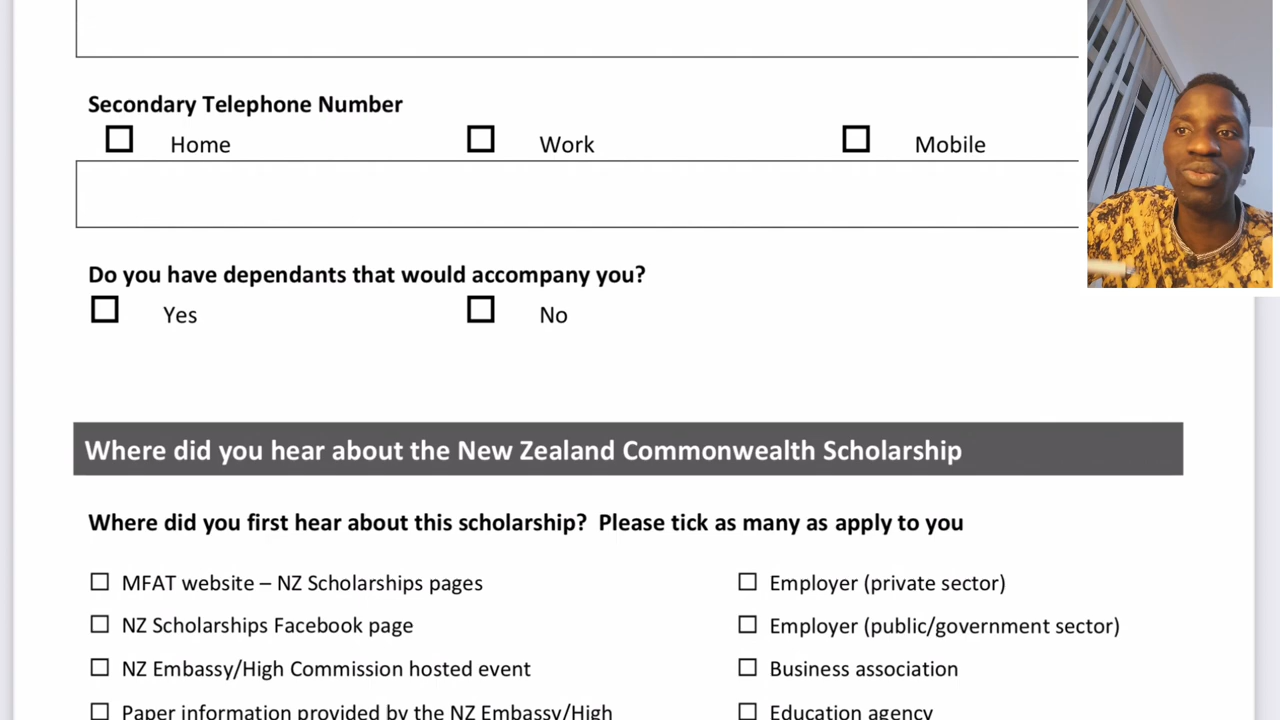 Secondary Telephone Number
Home Work Mobile
Do you have dependants that would accompany you?
Yes No
Where did you hear about the New Zealand Commonwealth Scholarship
Where did you first hear about this scholarship? Please tick as many as apply to you
MFAT website – NZ Scholarships pages Employer (private sector)
NZ Scholarships Facebook page Employer (public/government sector)
NZ Embassy/High Commission hosted event Business association
Paper information provided by the NZ Embassy/High Education agency